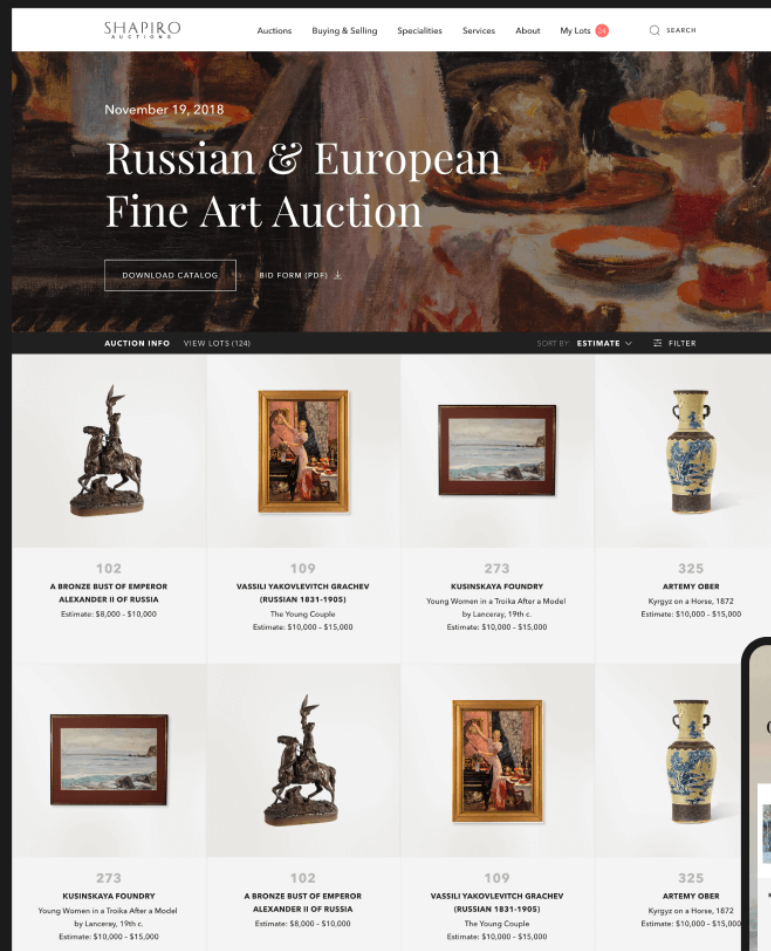 SHAPIRO
AUCTIONS
Auctions Buying & Selling Specialities Services About My Lots SEARCH
November 19, 2018
Russian & European
Fine Art Auction
DOWNLOAD CATALOG BID FORM (PDF)
AUCTION INFO VIEW LOTS (124) SORT BY: ESTIMATE FILTER
102
A BRONZE BUST OF EMPEROR
ALEXANDER II OF RUSSIA
Estimate: $8,000 – $10,000
109
VASSILI YAKOVLEVITCH GRACHEV
(RUSSIAN 1831-1905)
The Young Couple
Estimate: $10,000 – $15,000
273
KUSINSKAYA FOUNDRY
Young Women in a Troika After a Model
by Lanceray, 19th c.
Estimate: $10,000 – $15,000
325
ARTEMY OBER
Kyrgyz on a Horse, 1872
Estimate: $10,000 – $15,000
273
KUSINSKAYA FOUNDRY
Young Women in a Troika After a Model
by Lanceray, 19th c.
Estimate: $10,000 – $15,000
102
A BRONZE BUST OF EMPEROR
ALEXANDER II OF RUSSIA
Estimate: $8,000 – $10,000
109
VASSILI YAKOVLEVITCH GRACHEV
(RUSSIAN 1831-1905)
The Young Couple
Estimate: $10,000 – $15,000
325
ARTEMY OBER
Kyrgyz on a Horse, 1872
Estimate: $10,000 – $15,000